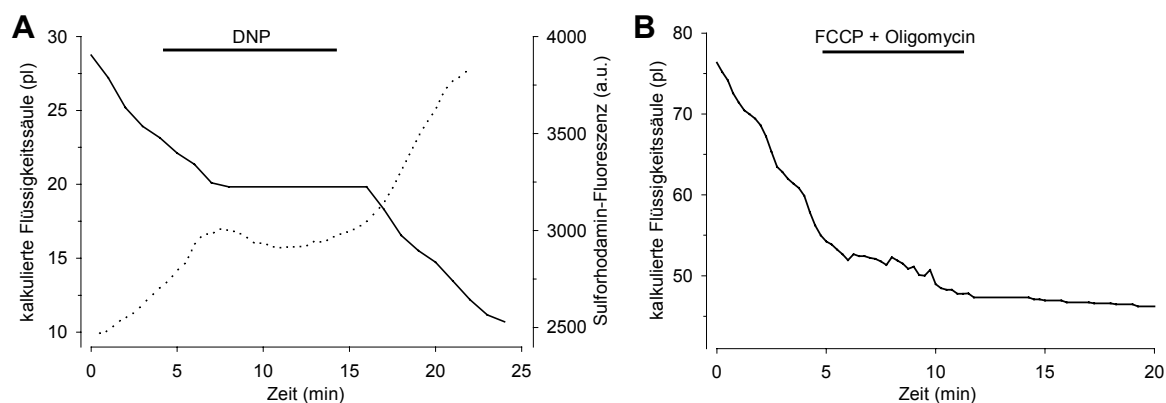 A
DNP
kalkulierte Flüssigkeitssäule (pl)
30
25
20
15
10
0
5
10
15
20
25
Zeit (min)
4000
3500
3000
2500
Sulforhodamin-Fluoreszenz (a.u.)
B
FCCP + Oligomycin
kalkulierte Flüssigkeitssäule (pl)
80
70
60
50
0
5
10
15
20
Zeit (min)